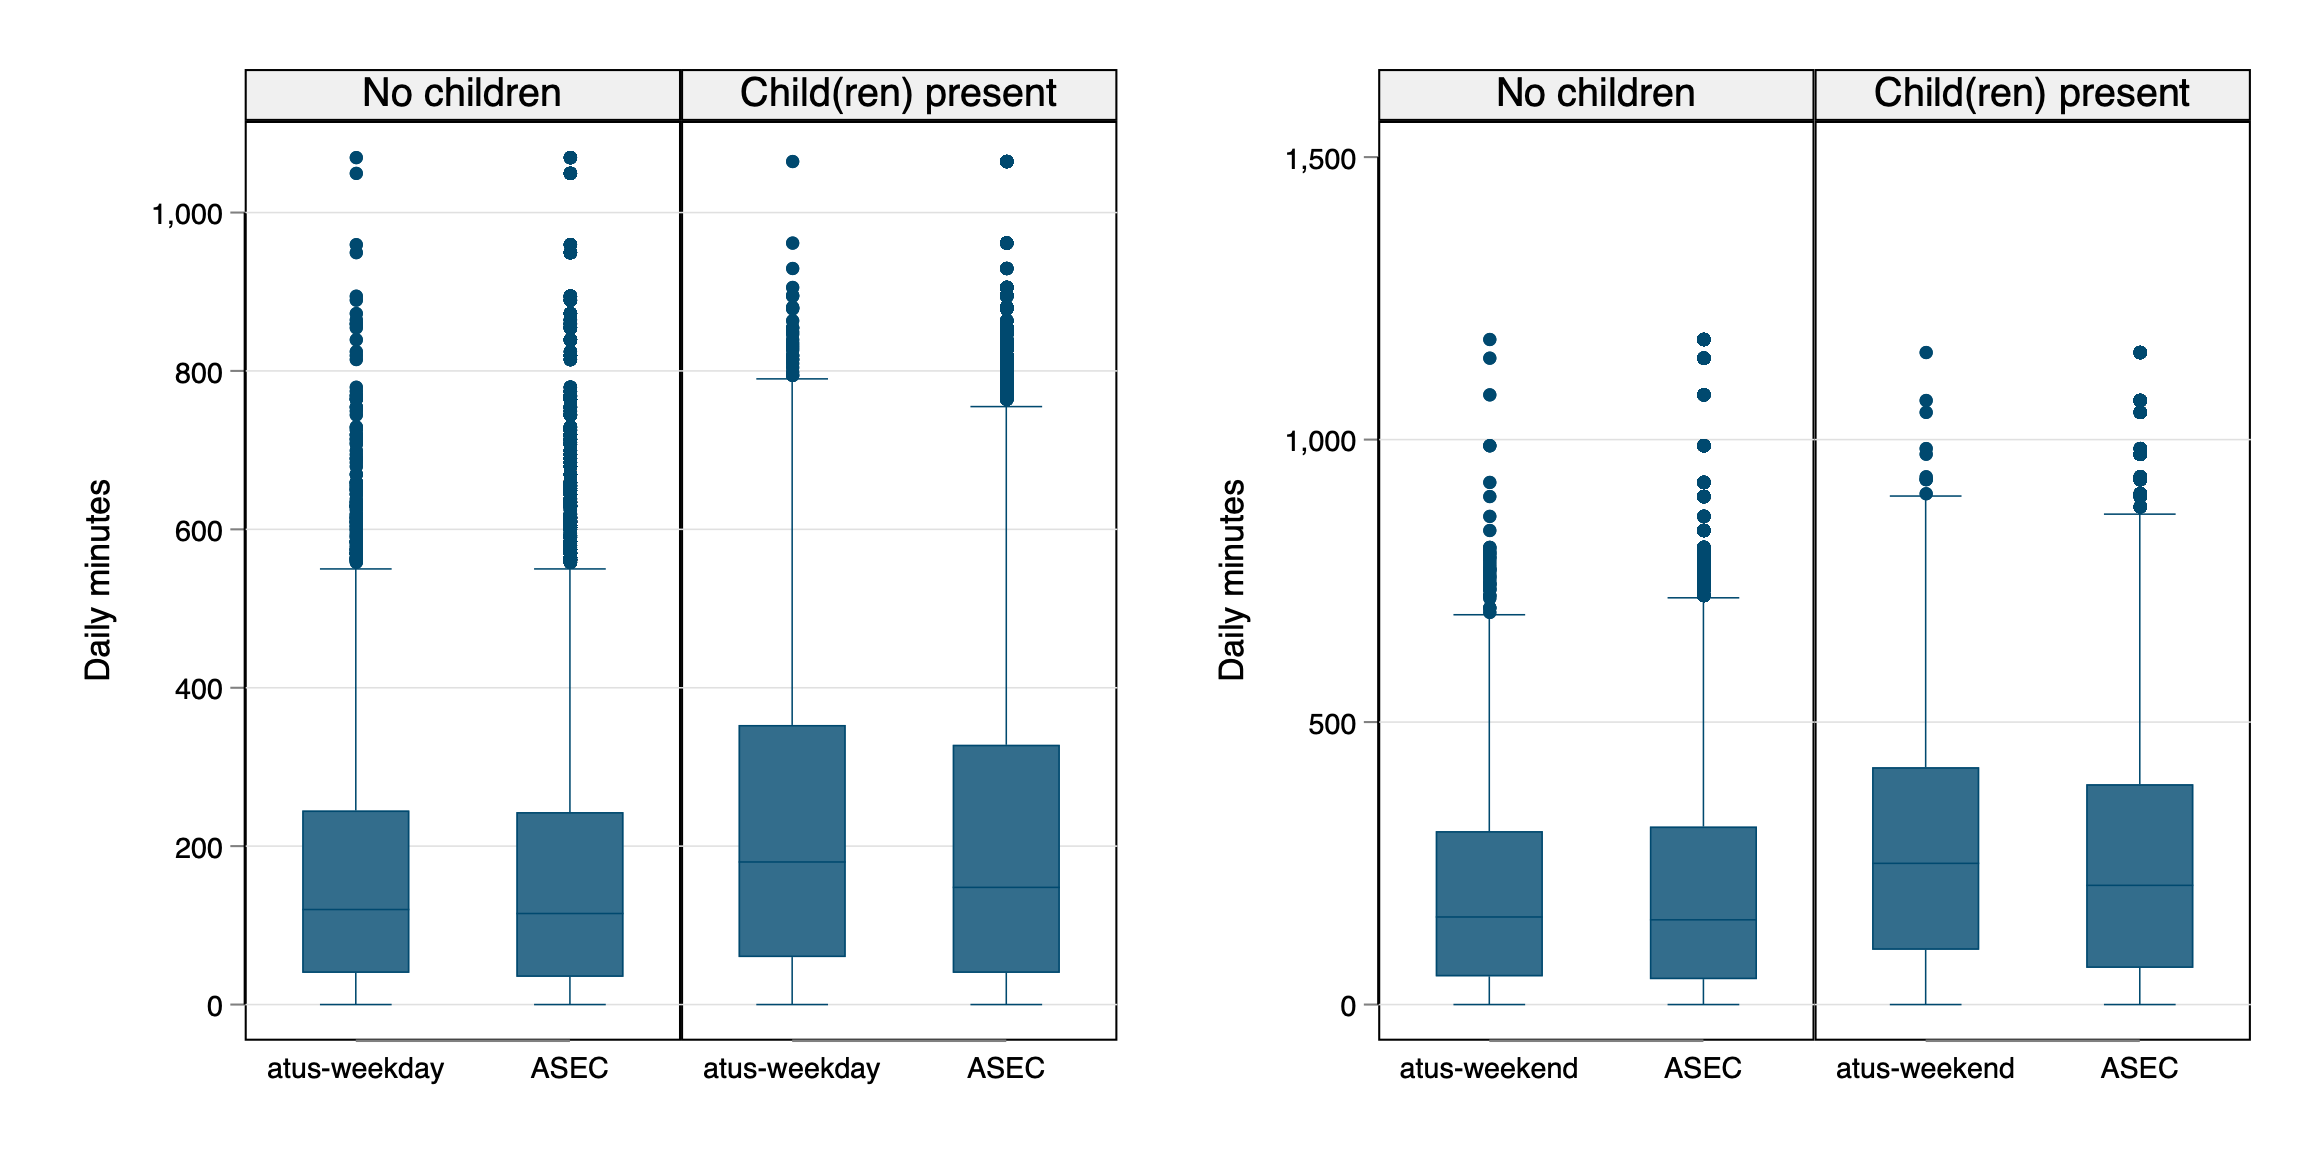 No children
Child(ren) present
Daily minutes
1,000
800
600
400
200
0
atus-weekday
ASEC
atus-weekday
ASEC
No children
Child(ren) present
Daily minutes
1,500
1,000
500
0
atus-weekend
ASEC
atus-weekend
ASEC